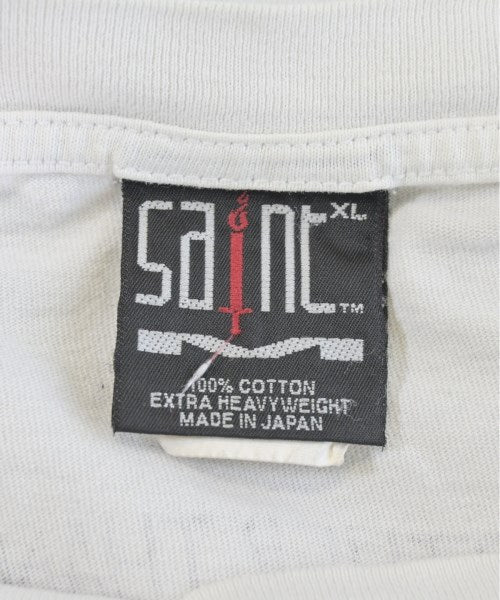 saint XL
TM
100% COTTON
EXTRA HEAVYWEIGHT
MADE IN JAPAN